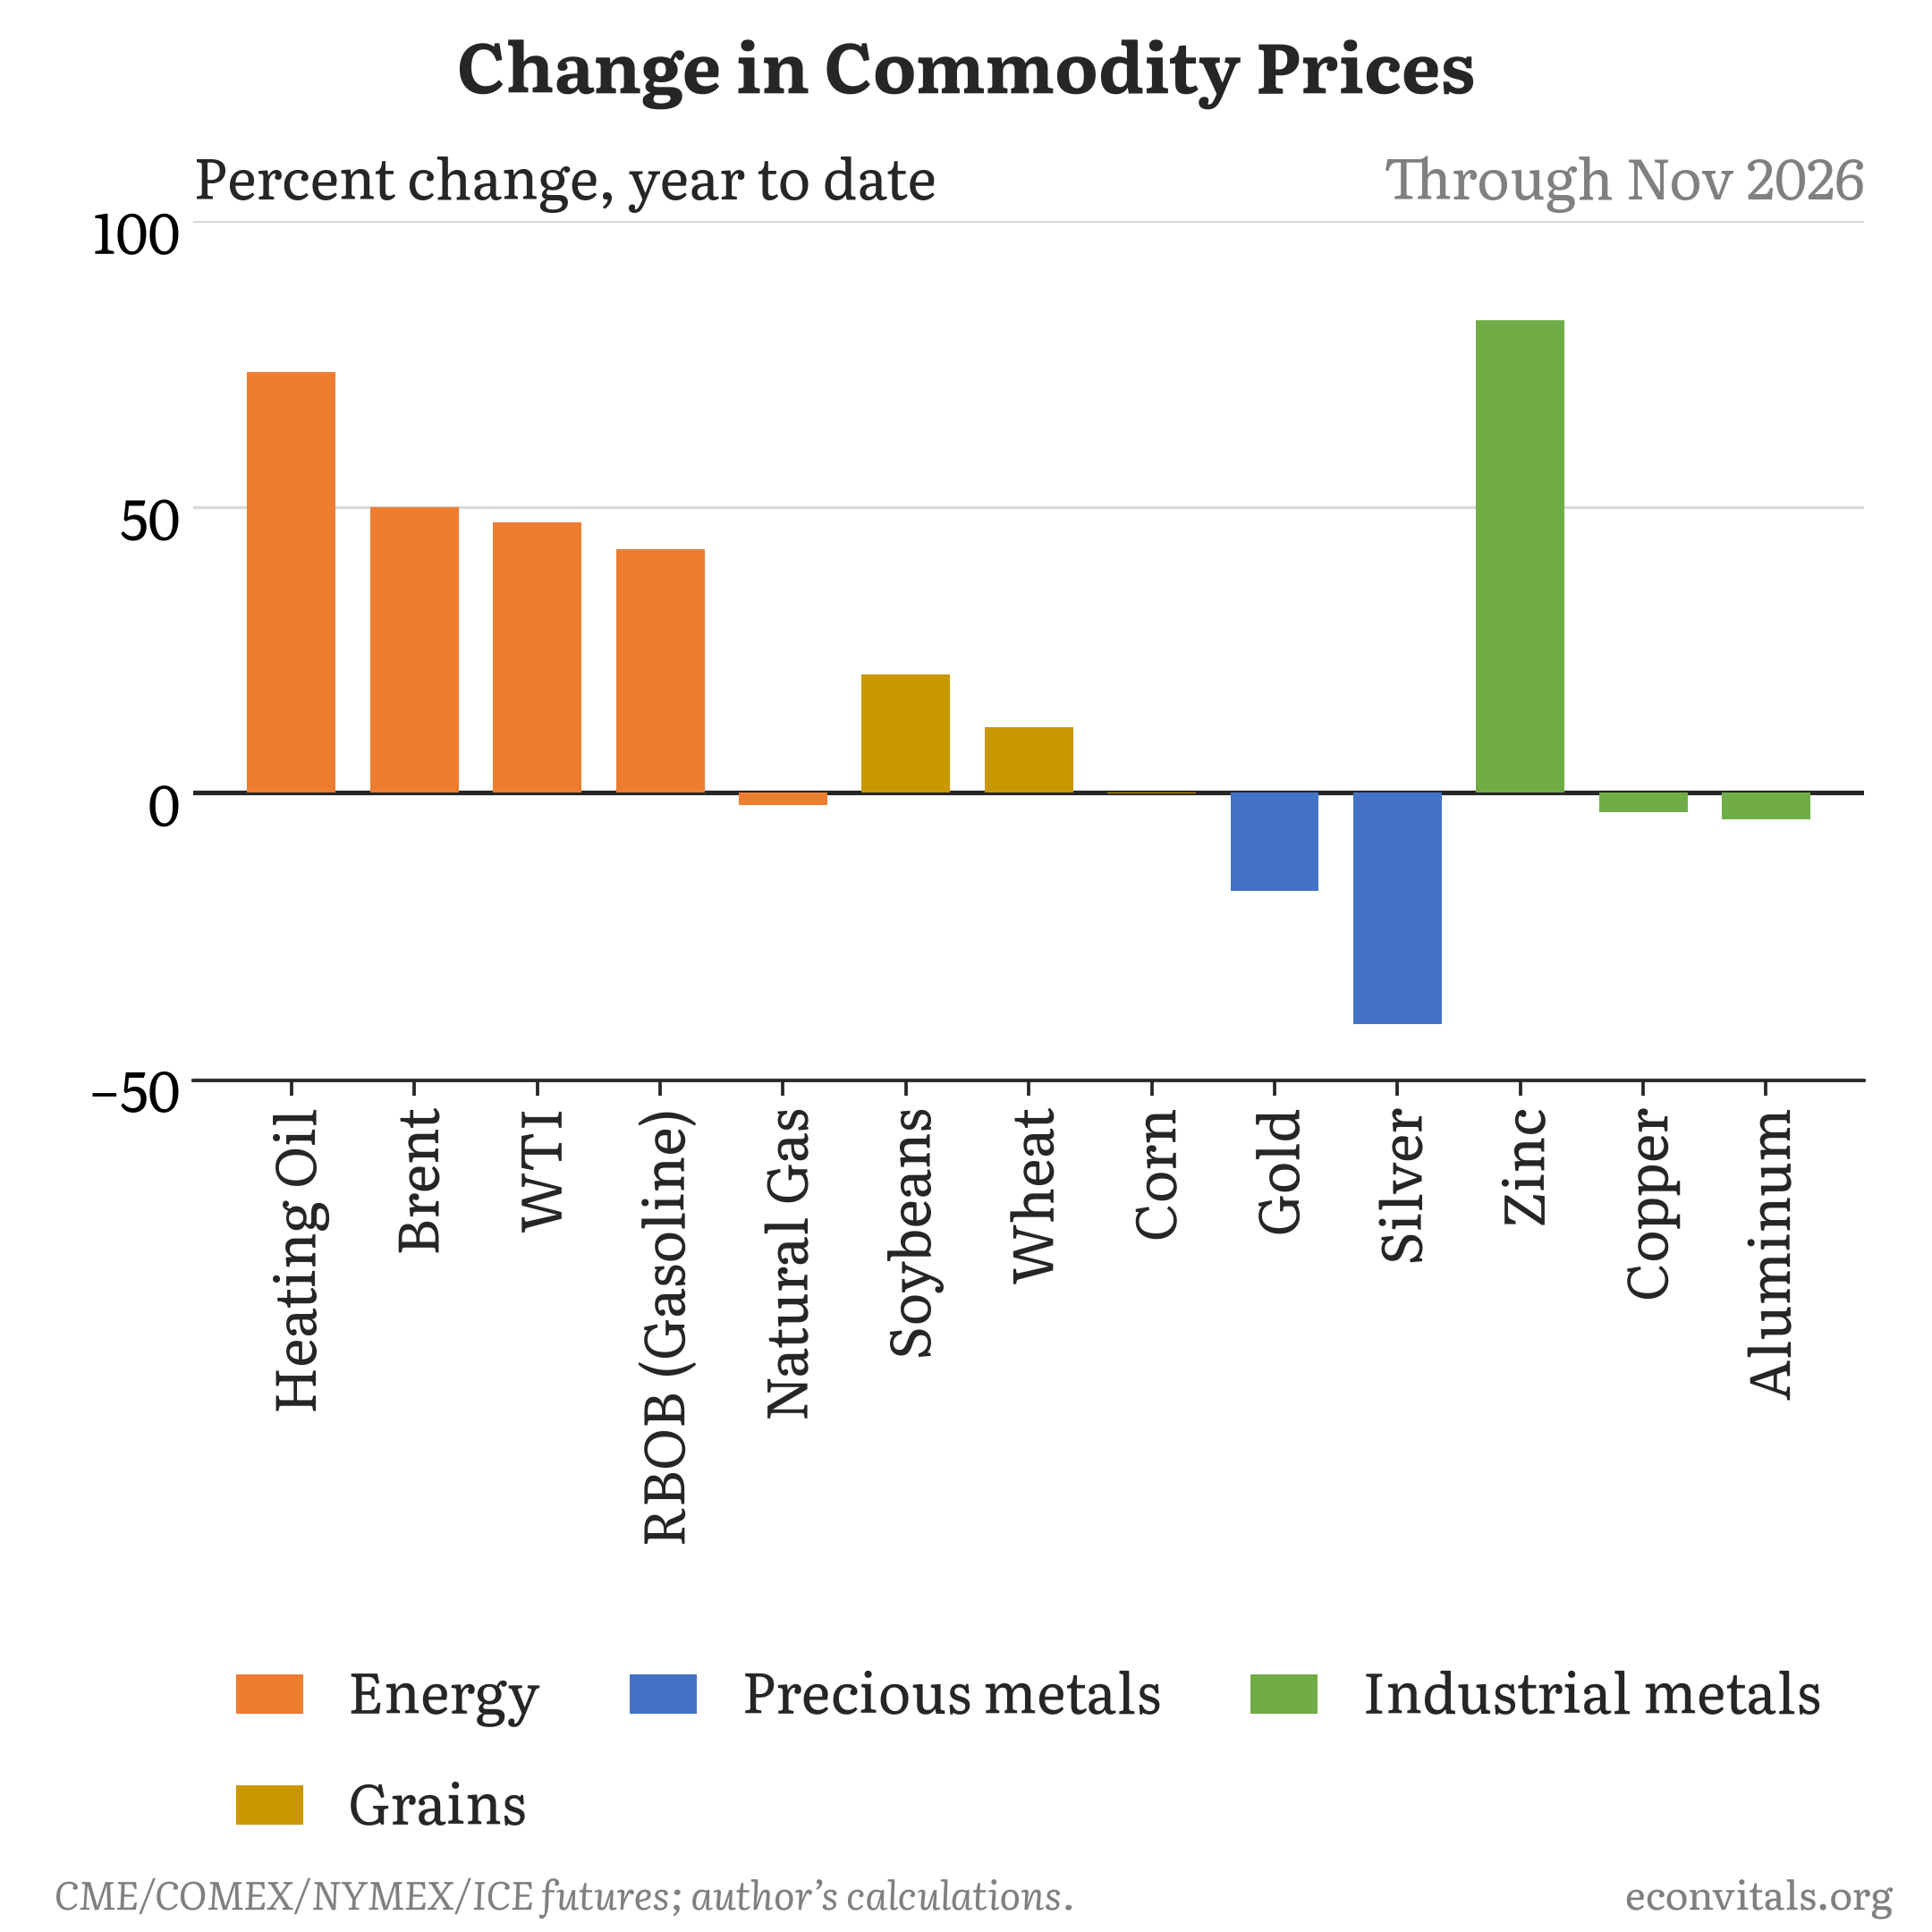 Change in Commodity Prices
Percent change, year to date
Through Nov 2026
100
50
0
−50
Heating Oil
Brent
WTI
RBOB (Gasoline)
Natural Gas
Soybeans
Wheat
Corn
Gold
Silver
Zinc
Copper
Aluminum
Energy
Precious metals
Industrial metals
Grains
CME/COMEX/NYMEX/ICE futures; author’s calculations.
econvitals.org